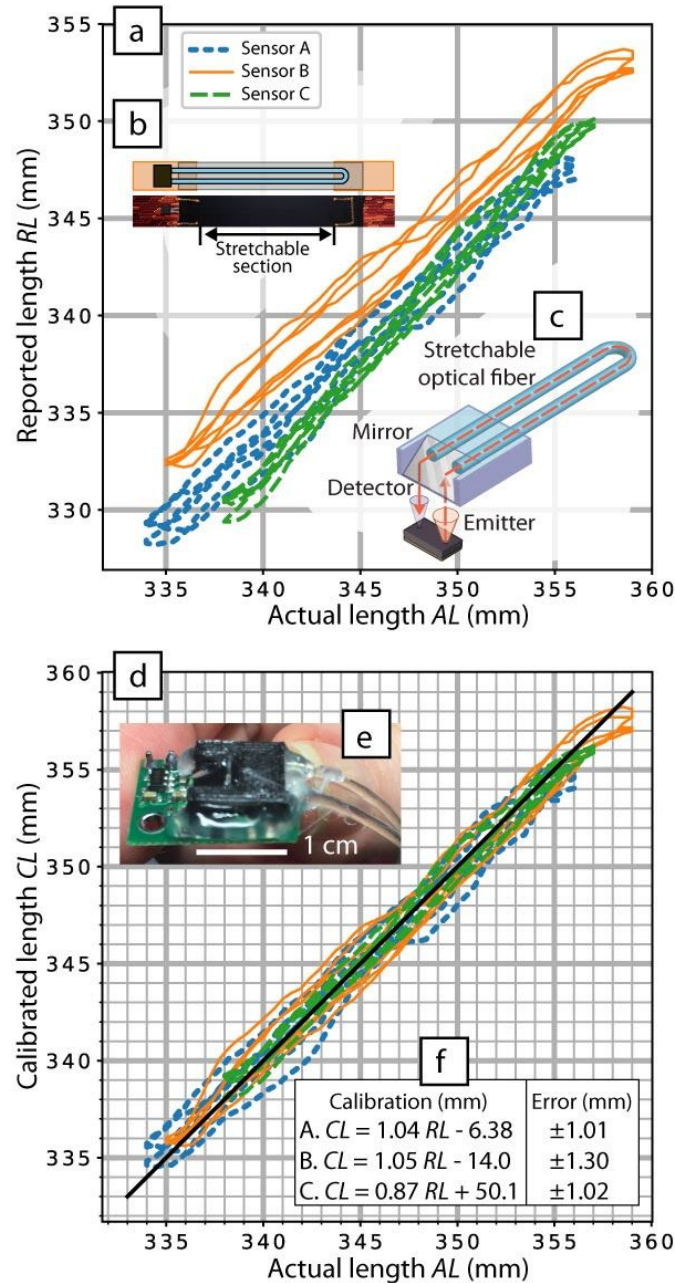 a
Sensor A
Sensor B
Sensor C
b
Stretchable
section
c
Stretchable
optical fiber
Mirror
Detector
Emitter
350
345
340
335
330
Reported length RL (mm)
335 340 345 350 355 360
Actual length AL (mm)
d
e
1 cm
360
355
350
345
340
335
Calibrated length CL (mm)
f
Calibration (mm) Error (mm)
A. CL = 1.04 RL - 6.38 ±1.01
B. CL = 1.05 RL - 14.0 ±1.30
C. CL = 0.87 RL + 50.1 ±1.02
335 340 345 350 355 360
Actual length AL (mm)